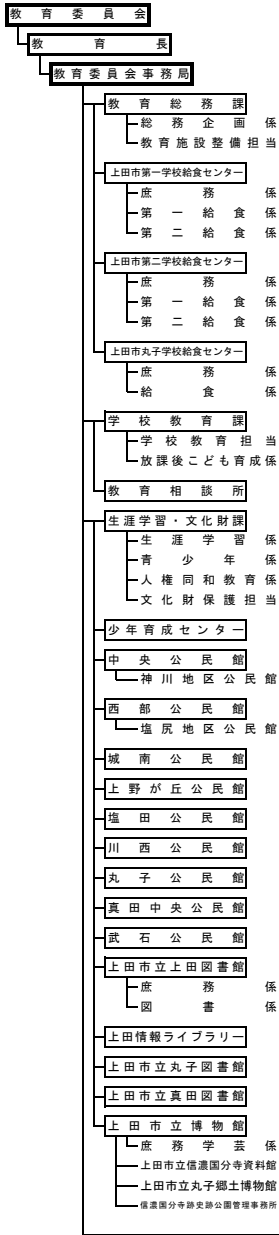 教育委員会
教育長
教育委員会事務局
教育総務課
総務企画係
教育施設整備担当
上田市第一学校給食センター
庶務係
第一給食係
第二給食係
上田市第二学校給食センター
庶務係
第一給食係
第二給食係
上田市丸子学校給食センター
庶務係
給食係
学校教育課
学校教育担当
放課後こども育成係
教育相談所
生涯学習・文化財課
生涯学習係
青少年係
人権同和教育係
文化財保護担当
少年育成センター
中央公民館
神川地区公民館
西部公民館
塩尻地区公民館
城南公民館
上野が丘公民館
塩田公民館
川西公民館
丸子公民館
真田中央公民館
武石公民館
上田市立上田図書館
庶務係
図書係
上田情報ライブラリー
上田市立丸子図書館
上田市立真田図書館
上田市立博物館
庶務学芸係
上田市立信濃国分寺資料館
上田市立丸子郷土博物館
信濃国分寺跡史跡公園管理事務所